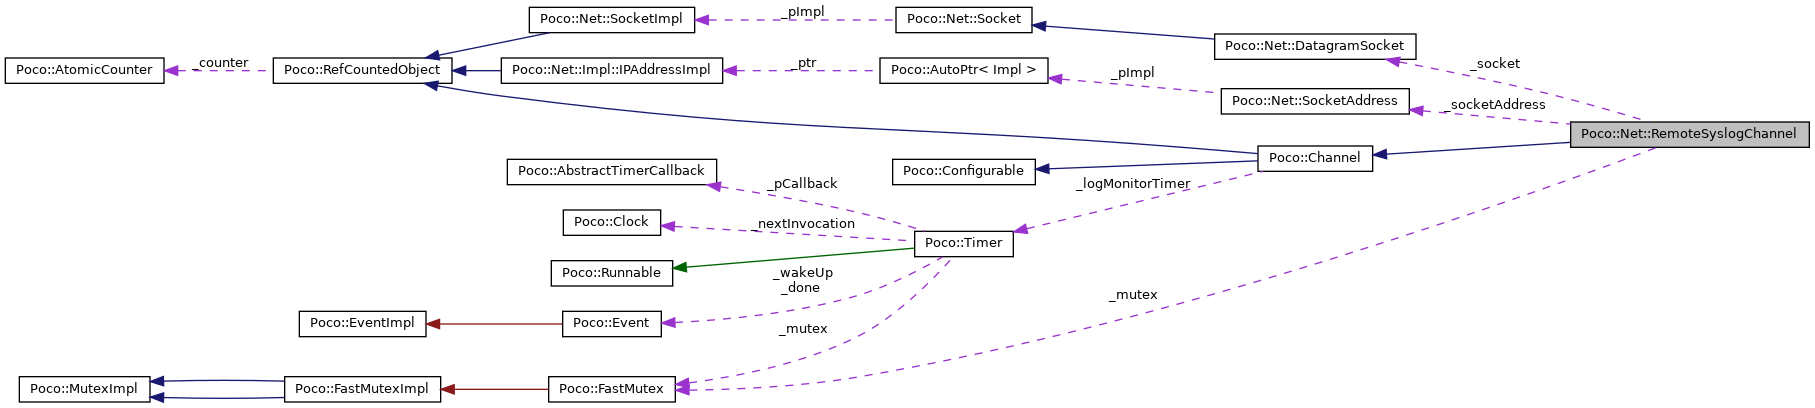 Poco::Net::SocketImpl
_pImpl
Poco::Net::Socket
Poco::Net::DatagramSocket
Poco::AtomicCounter
_counter
Poco::RefCountedObject
Poco::Net::Impl::IPAddressImpl
_ptr
Poco::AutoPtr< Impl >
_pImpl
_socket
Poco::Net::SocketAddress
_socketAddress
Poco::Net::RemoteSyslogChannel
Poco::Channel
Poco::AbstractTimerCallback
Poco::Configurable
_pCallback
_logMonitorTimer
Poco::Clock
_nextInvocation
Poco::Timer
Poco::Runnable
_wakeUp
_done
_mutex
Poco::EventImpl
Poco::Event
_mutex
Poco::MutexImpl
Poco::FastMutexImpl
Poco::FastMutex